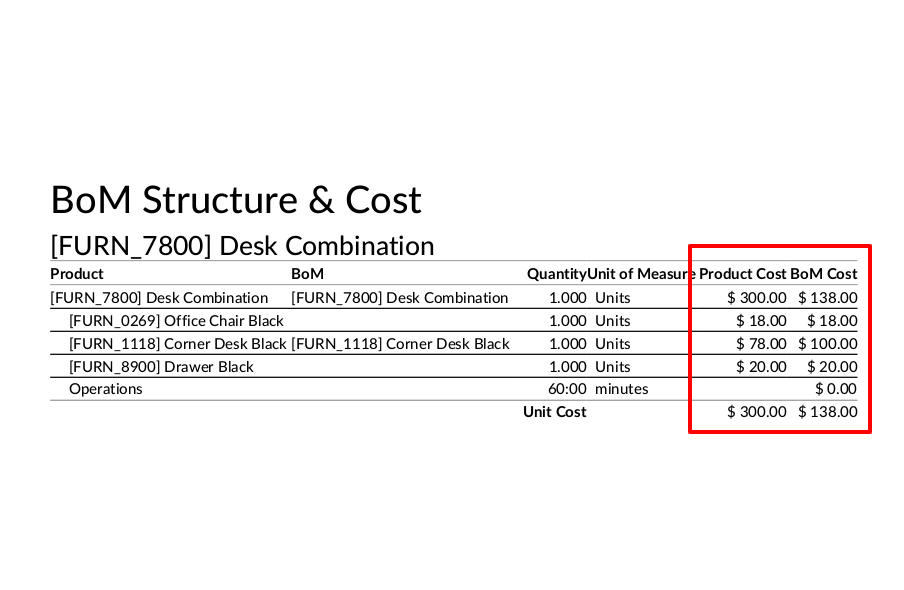 BoM Structure & Cost
[FURN_7800] Desk Combination
Product BoM Quantity Unit of Measure Product Cost BoM Cost
[FURN_7800] Desk Combination [FURN_7800] Desk Combination 1.000 Units $ 300.00 $ 138.00
[FURN_0269] Office Chair Black 1.000 Units $ 18.00 $ 18.00
[FURN_1118] Corner Desk Black [FURN_1118] Corner Desk Black 1.000 Units $ 78.00 $ 100.00
[FURN_8900] Drawer Black 1.000 Units $ 20.00 $ 20.00
Operations 60:00 minutes $ 0.00
Unit Cost $ 300.00 $ 138.00